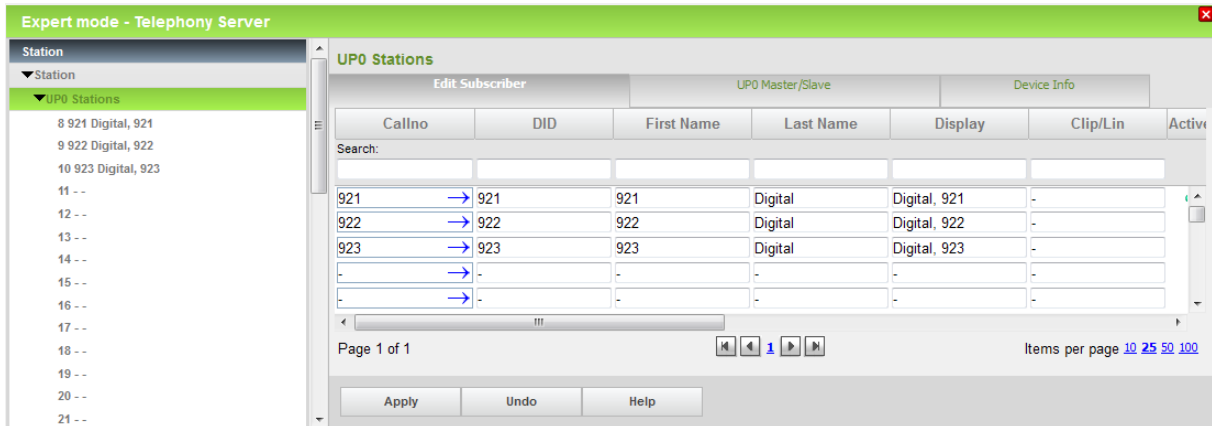 Expert mode - Telephony Server
Station
Station
UP0 Stations
8 921 Digital, 921
9 922 Digital, 922
10 923 Digital, 923
11 - -
12 - -
13 - -
14 - -
15 - -
16 - -
17 - -
18 - -
19 - -
20 - -
21 - -
UP0 Stations
Edit Subscriber UP0 Master/Slave Device Info
Callno DID First Name Last Name Display Clip/Lin Active
Search:
921 921 921 Digital Digital, 921 -
922 922 922 Digital Digital, 922 -
923 923 923 Digital Digital, 923 -
- - - - - -
- - - - - -
Page 1 of 1 1 Items per page 10 25 50 100
Apply Undo Help